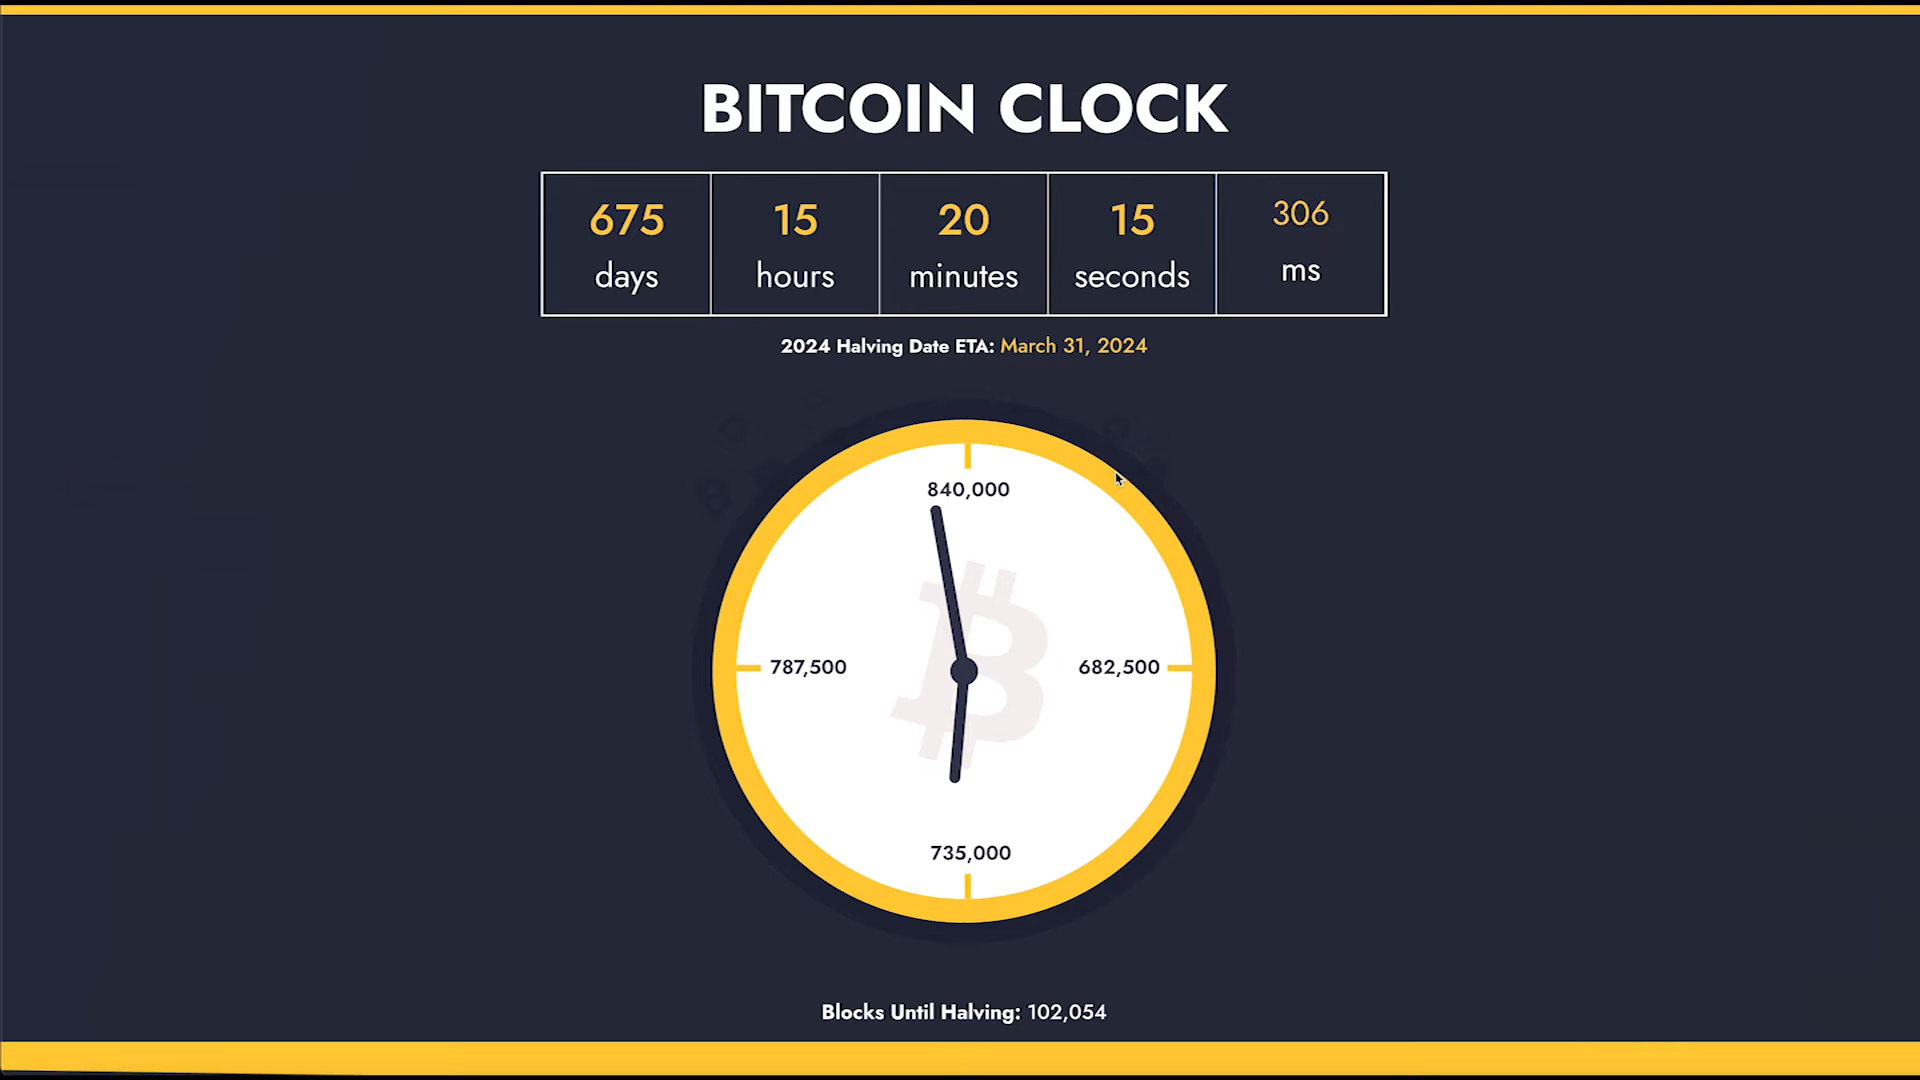 BITCOIN CLOCK
675 15 20 15 306
days hours minutes seconds ms
2024 Halving Date ETA: March 31, 2024
840,000
787,500 682,500
735,000
Blocks Until Halving: 102,054